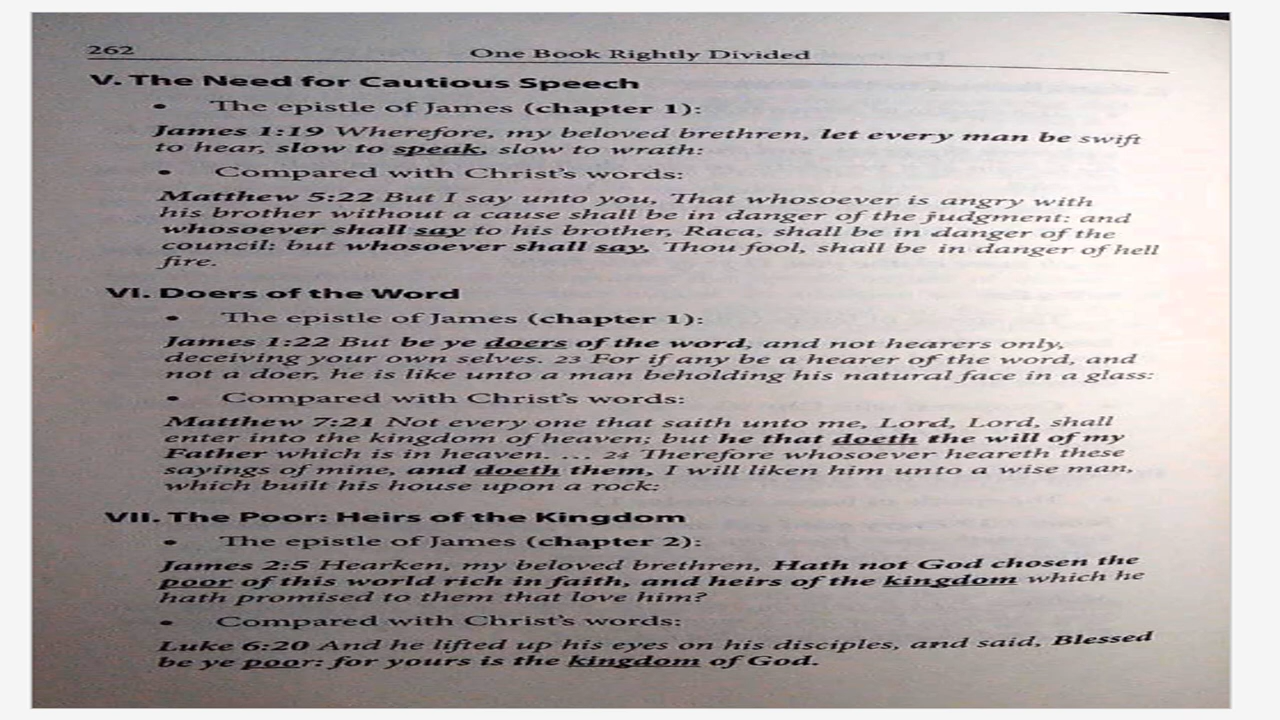 262 One Book Rightly Divided
V. The Need for Cautious Speech
• The epistle of James (chapter 1):
James 1:19 Wherefore, my beloved brethren, let every man be swift
to hear, slow to speak, slow to wrath:
• Compared with Christ's words:
Matthew 5:22 But I say unto you, That whosoever is angry with
his brother without a cause shall be in danger of the judgment: and
whosoever shall say to his brother, Raca, shall be in danger of the
council: but whosoever shall say, Thou fool, shall be in danger of hell
fire.
VI. Doers of the Word
• The epistle of James (chapter 1):
James 1:22 But be ye doers of the word, and not hearers only,
deceiving your own selves. 23 For if any be a hearer of the word, and
not a doer, he is like unto a man beholding his natural face in a glass:
• Compared with Christ's words:
Matthew 7:21 Not every one that saith unto me, Lord, Lord, shall
enter into the kingdom of heaven; but he that doeth the will of my
Father which is in heaven. ... 24 Therefore whosoever heareth these
sayings of mine, and doeth them, I will liken him unto a wise man,
which built his house upon a rock:
VII. The Poor: Heirs of the Kingdom
• The epistle of James (chapter 2):
James 2:5 Hearken, my beloved brethren, Hath not God chosen the
poor of this world rich in faith, and heirs of the kingdom which he
hath promised to them that love him?
• Compared with Christ's words:
Luke 6:20 And he lifted up his eyes on his disciples, and said, Blessed
be ye poor: for yours is the kingdom of God.